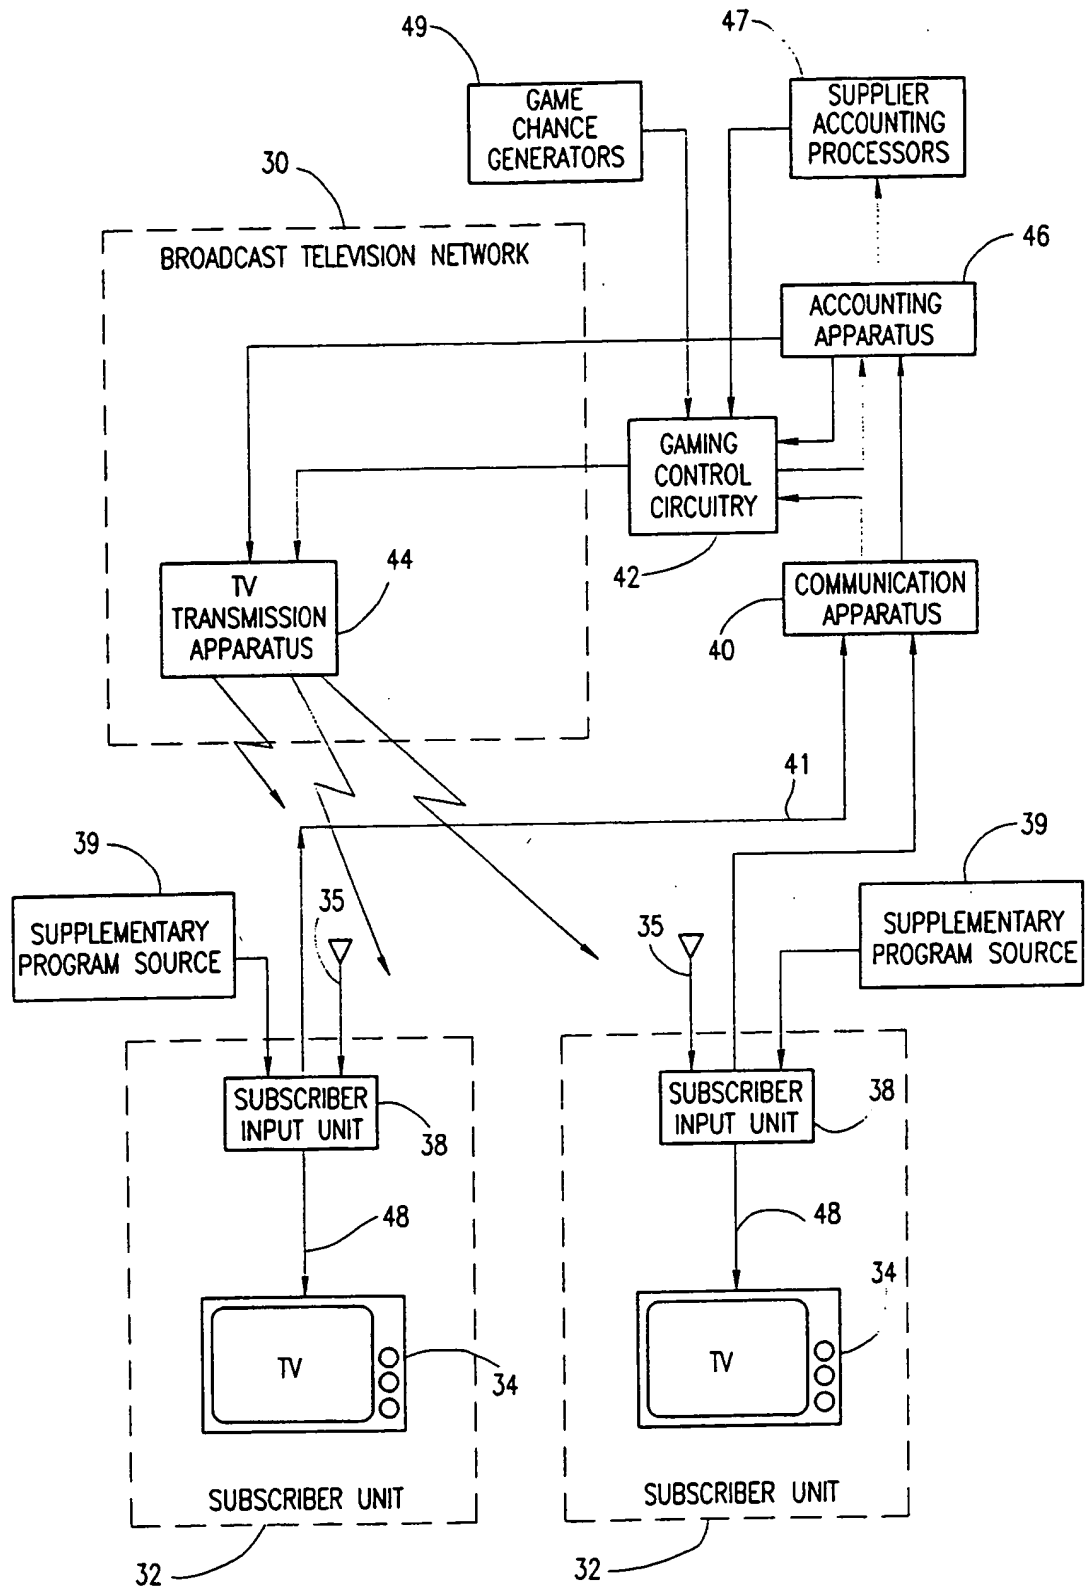 49
47
GAME
CHANCE
GENERATORS
SUPPLIER
ACCOUNTING
PROCESSORS
30
BROADCAST TELEVISION NETWORK
46
ACCOUNTING
APPARATUS
GAMING
CONTROL
CIRCUITRY
44
42
TV
TRANSMISSION
APPARATUS
COMMUNICATION
APPARATUS
40
41
39
39
35
35
SUPPLEMENTARY
PROGRAM SOURCE
SUPPLEMENTARY
PROGRAM SOURCE
SUBSCRIBER
INPUT UNIT
38
SUBSCRIBER
INPUT UNIT
38
48
48
34
TV
34
TV
SUBSCRIBER UNIT
SUBSCRIBER UNIT
32
32